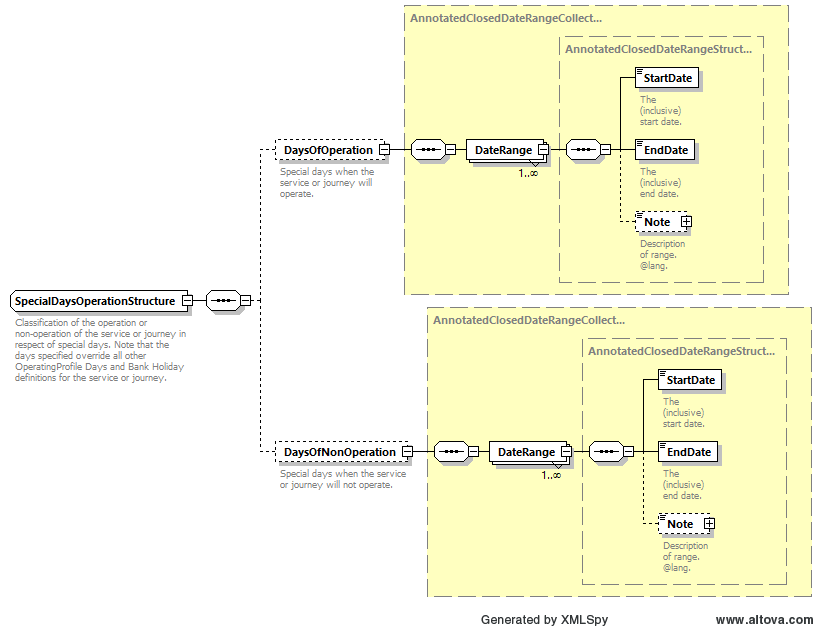 AnnotatedClosedDateRangeCollect...
AnnotatedClosedDateRangeStruct...
StartDate
The
(inclusive)
start date.
DaysOfOperation
Special days when the
service or journey will
operate.
DateRange
1..∞
EndDate
The
(inclusive)
end date.
Note
Description
of range.
@lang.
SpecialDaysOperationStructure
Classification of the operation or
non-operation of the service or journey in
respect of special days. Note that the
days specified override all other
OperatingProfile Days and Bank Holiday
definitions for the service or journey.
AnnotatedClosedDateRangeCollect...
AnnotatedClosedDateRangeStruct...
StartDate
The
(inclusive)
start date.
DaysOfNonOperation
Special days when the service
or journey will not operate.
DateRange
1..∞
EndDate
The
(inclusive)
end date.
Note
Description
of range.
@lang.
Generated by XMLSpy
www.altova.com